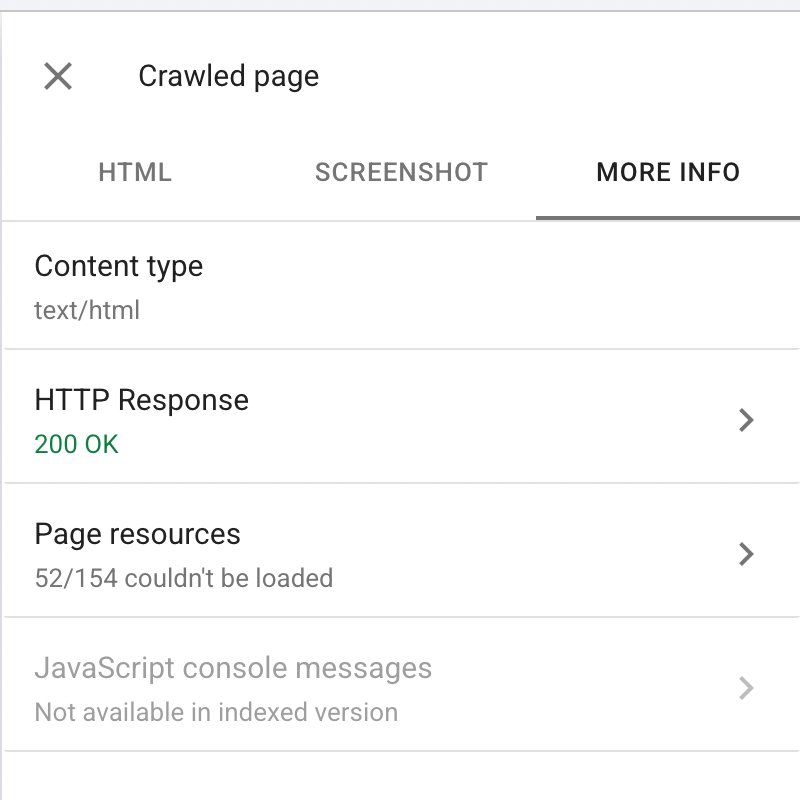 Crawled page
HTML SCREENSHOT MORE INFO
Content type
text/html
HTTP Response
200 OK
Page resources
52/154 couldn't be loaded
JavaScript console messages
Not available in indexed version